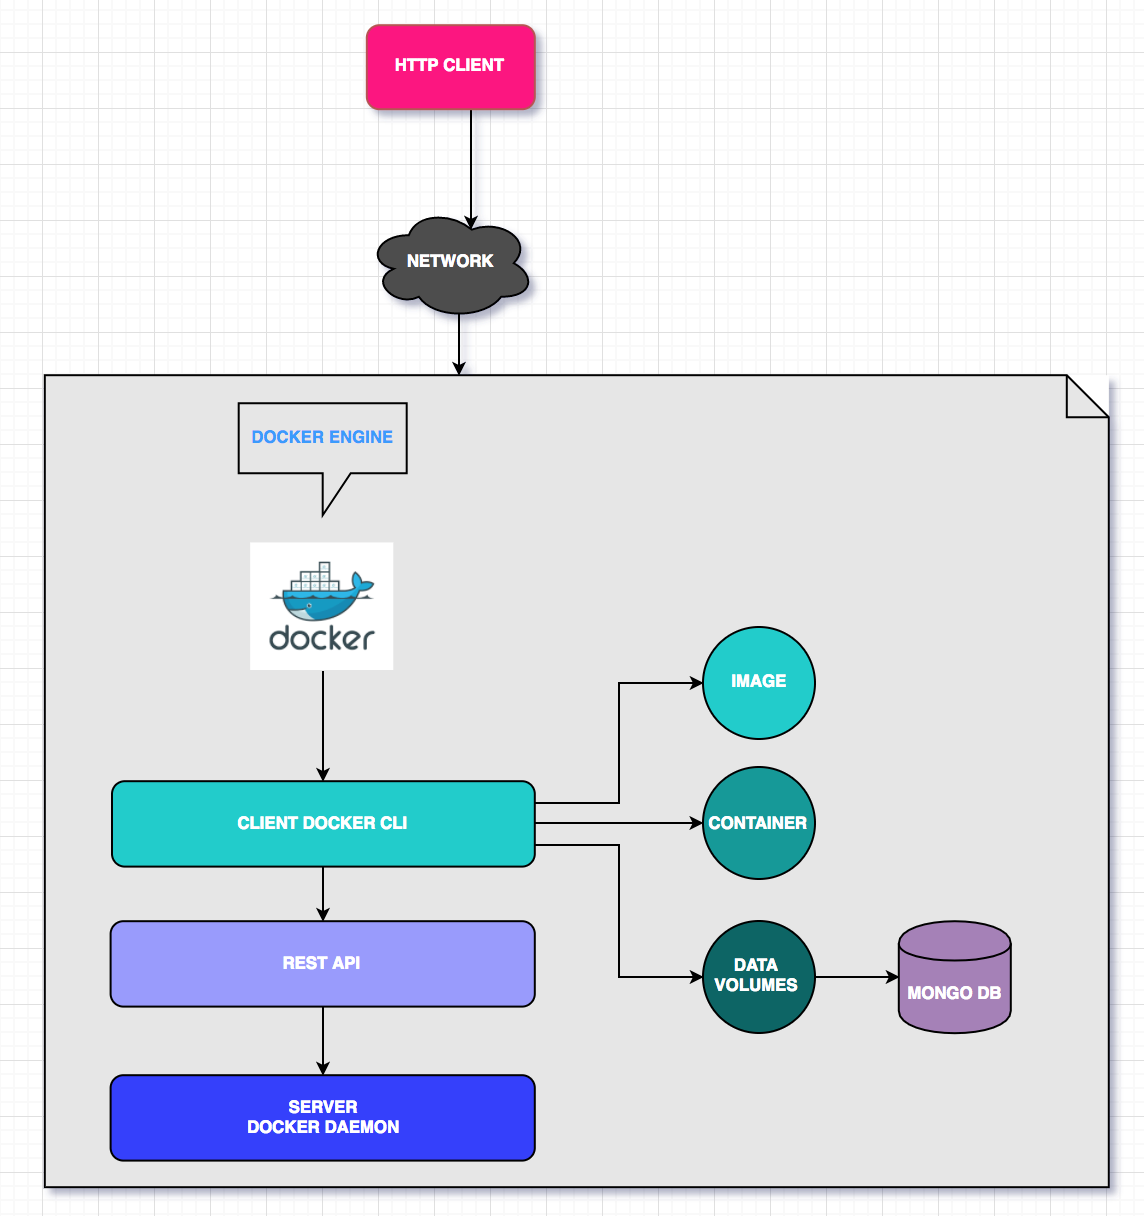 HTTP CLIENT
NETWORK
DOCKER ENGINE
docker
IMAGE
CLIENT DOCKER CLI
CONTAINER
REST API
DATA
VOLUMES
MONGO DB
SERVER
DOCKER DAEMON